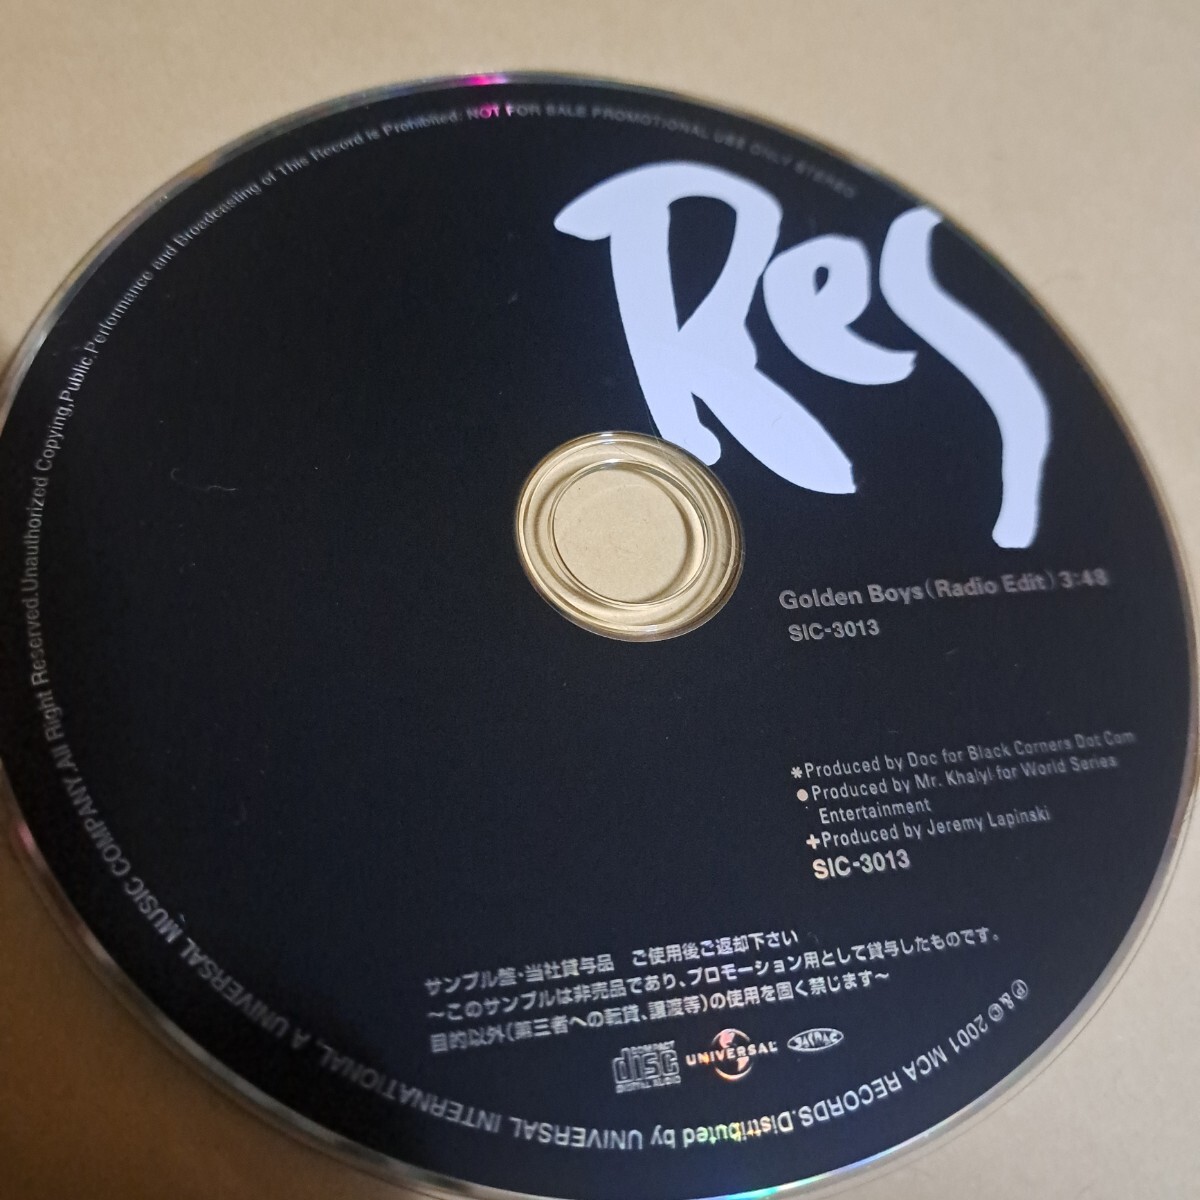 Res
Golden Boys (Radio Edit) 3:48
SIC-3013
*Produced by Doc for Black Corners Dot Com
●Produced by Mr. Khalyl for World Series
Entertainment
+Produced by Jeremy Lapinski
SIC-3013
サンプル盤・当社貸与品 ご使用後ご返却下さい
～このサンプルは非売品であり、プロモーション用として貸与したものです。
目的以外(第三者への転貸、譲渡等)の使用を固く禁じます～
COMPACT
disc
DIGITAL AUDIO
UNIVERSAL
JASRAC
℗&© 2001 MCA RECORDS.Distributed by UNIVERSAL INTERNATIONAL, A UNIVERSAL MUSIC COMPANY.All Right Reserved.Unauthorized Copying,Public.Performance and Broadcasting of This Record is Prohibited. NOT FOR SALE PROMOTIONAL USE ONLY STEREO